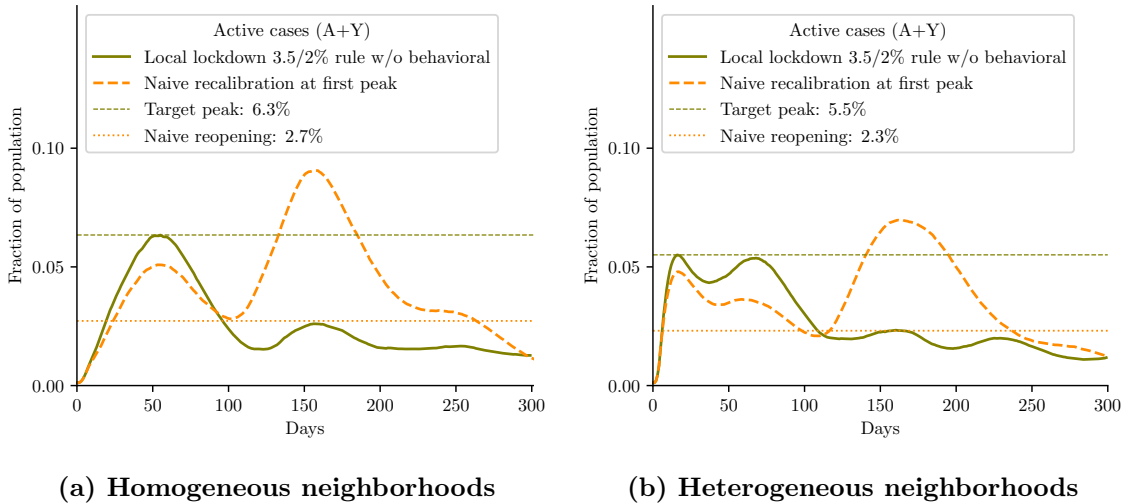 Active cases (A+Y)
Local lockdown 3.5/2% rule w/o behavioral
Naive recalibration at first peak
Target peak: 6.3%
Naive reopening: 2.7%
Fraction of population
0.10
0.05
0.00
0 50 100 150 200 250 300
Days
(a) Homogeneous neighborhoods
Active cases (A+Y)
Local lockdown 3.5/2% rule w/o behavioral
Naive recalibration at first peak
Target peak: 5.5%
Naive reopening: 2.3%
Fraction of population
0.10
0.05
0.00
0 50 100 150 200 250 300
Days
(b) Heterogeneous neighborhoods